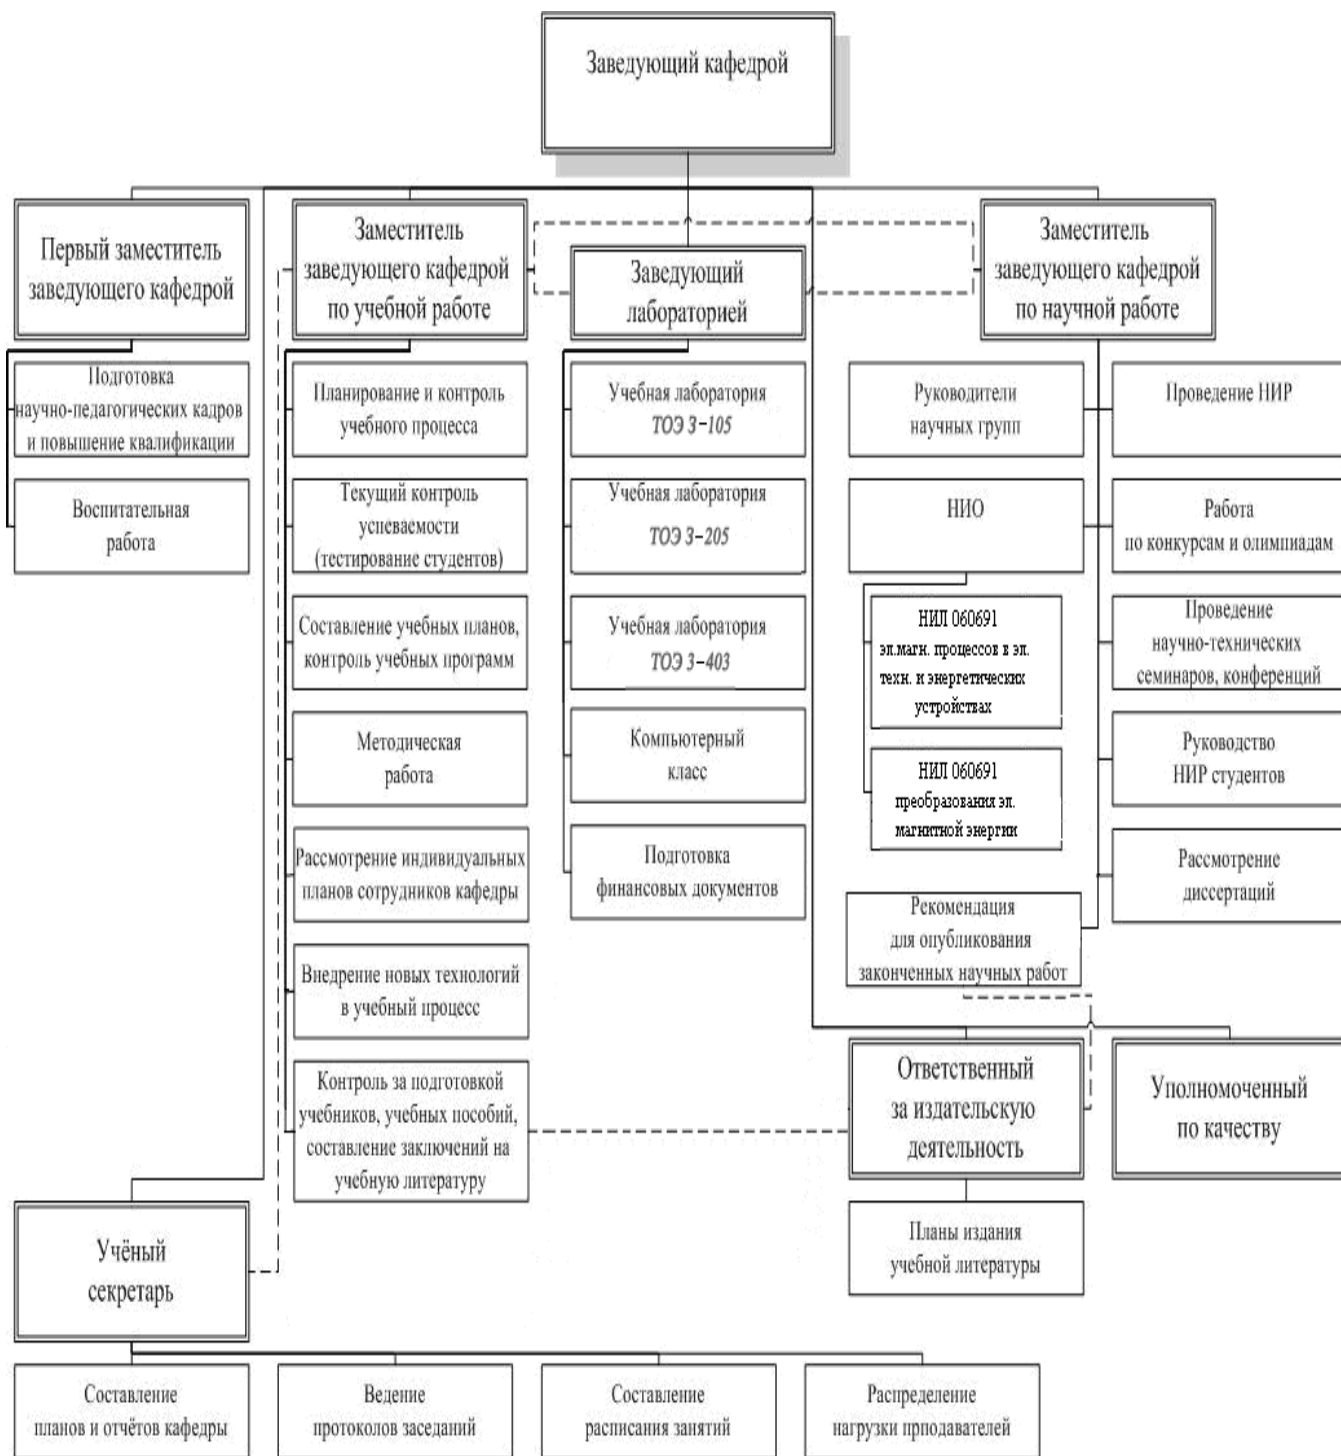 Заведующий кафедрой
Первый заместитель
заведующего кафедрой
Заместитель
заведующего кафедрой
по учебной работе
Заведующий
лабораторией
Заместитель
заведующего кафедрой
по научной работе
Подготовка
научно-педагогических кадров
и повышение квалификации
Воспитательная
работа
Планирование и контроль
учебного процесса
Текущий контроль
успеваемости
(тестирование студентов)
Составление учебных планов,
контроль учебных программ
Методическая
работа
Рассмотрение индивидуальных
планов сотрудников кафедры
Внедрение новых технологий
в учебный процесс
Контроль за подготовкой
учебников, учебных пособий,
составление заключений на
учебную литературу
Учебная лаборатория
ТОЭ З-105
Учебная лаборатория
ТОЭ З-205
Учебная лаборатория
ТОЭ З-403
Компьютерный
класс
Подготовка
финансовых документов
Руководители
научных групп
НИО
НИЛ 060691
эл.магн. процессов в эл.
техн. и энергетических
устройствах
НИЛ 060691
преобразования эл.
магнитной энергии
Рекомендация
для опубликования
законченных научных работ
Проведение НИР
Работа
по конкурсам и олимпиадам
Проведение
научно-технических
семинаров, конференций
Руководство
НИР студентов
Рассмотрение
диссертаций
Ответственный
за издательскую
деятельность
Уполномоченный
по качеству
Планы издания
учебной литературы
Учёный
секретарь
Составление
планов и отчётов кафедры
Ведение
протоколов заседаний
Составление
расписания занятий
Распределение
нагрузки прподавателей